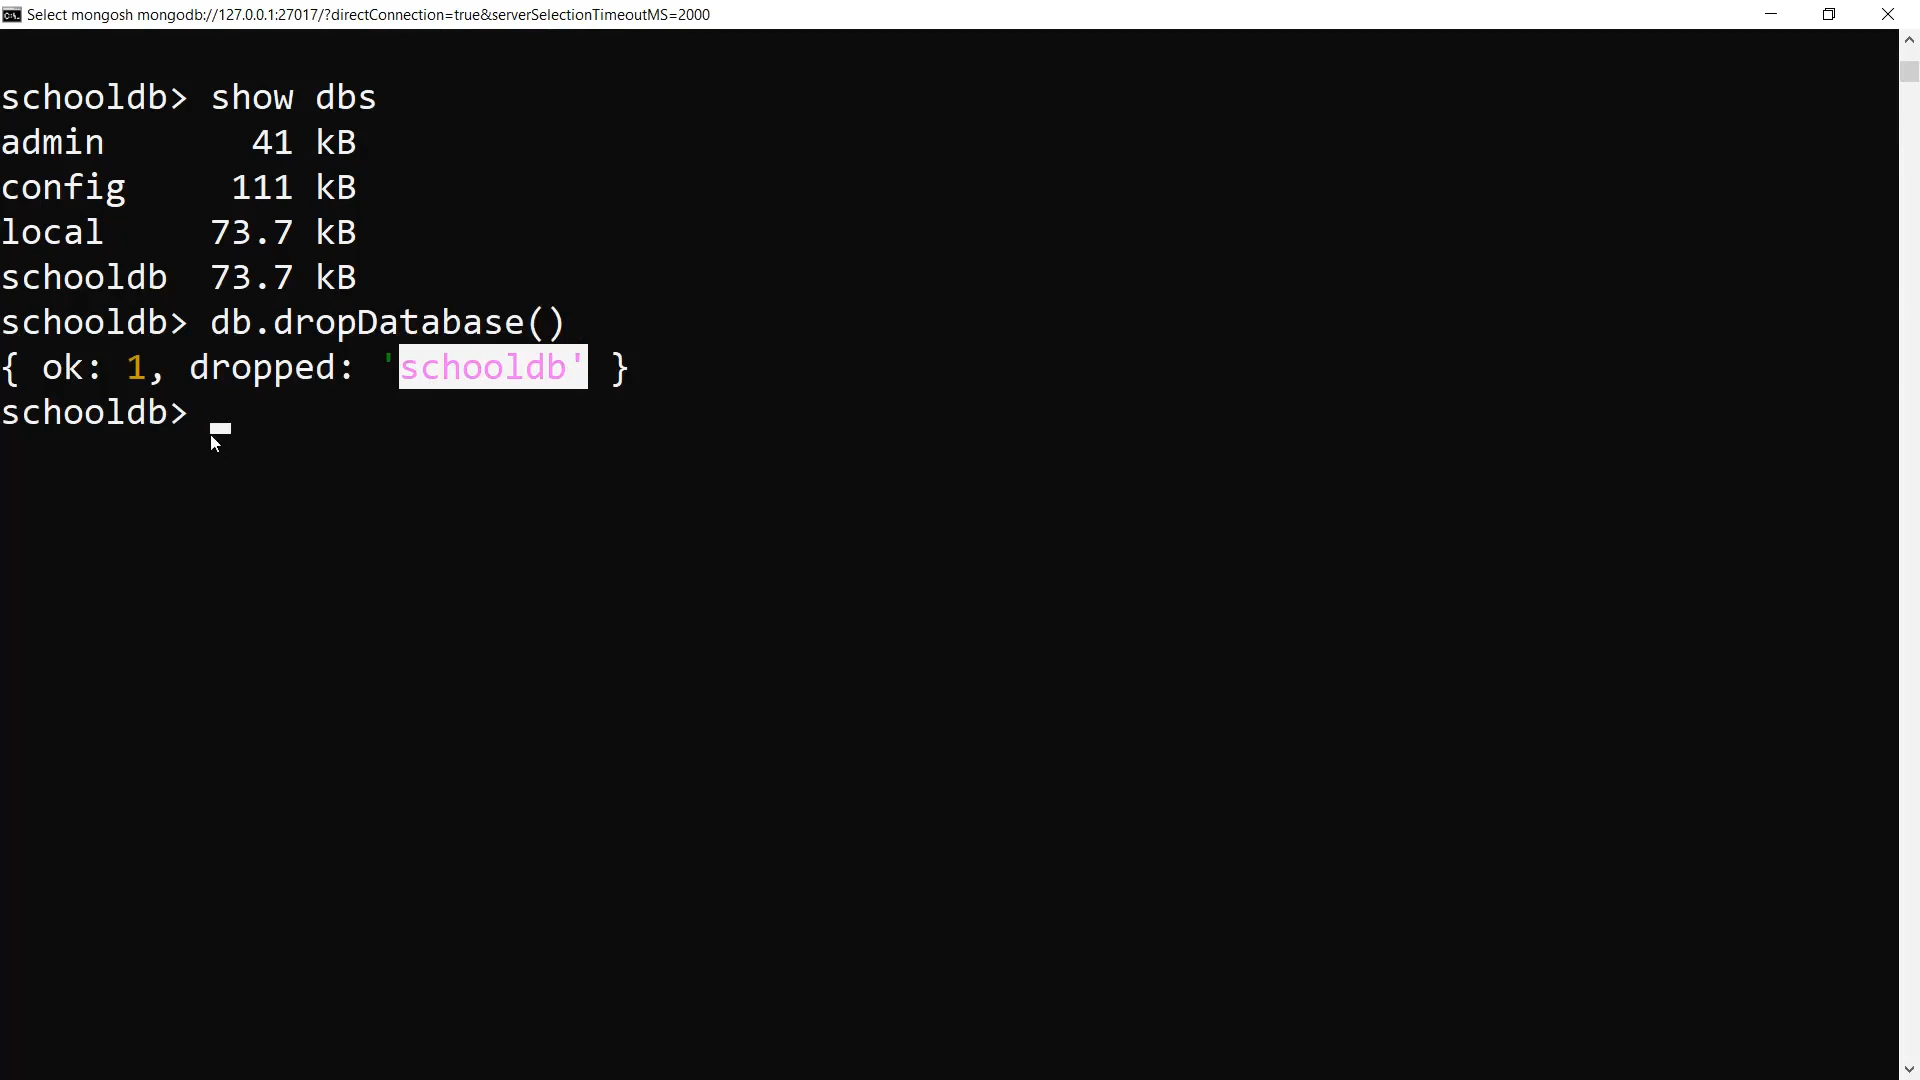 Select mongosh mongodb://127.0.0.1:27017/?directConnection=true&serverSelectionTimeoutMS=2000
schooldb> show dbs
admin       41 kB
config     111 kB
local     73.7 kB
schooldb  73.7 kB
schooldb> db.dropDatabase()
{ ok: 1, dropped: 'schooldb' }
schooldb>